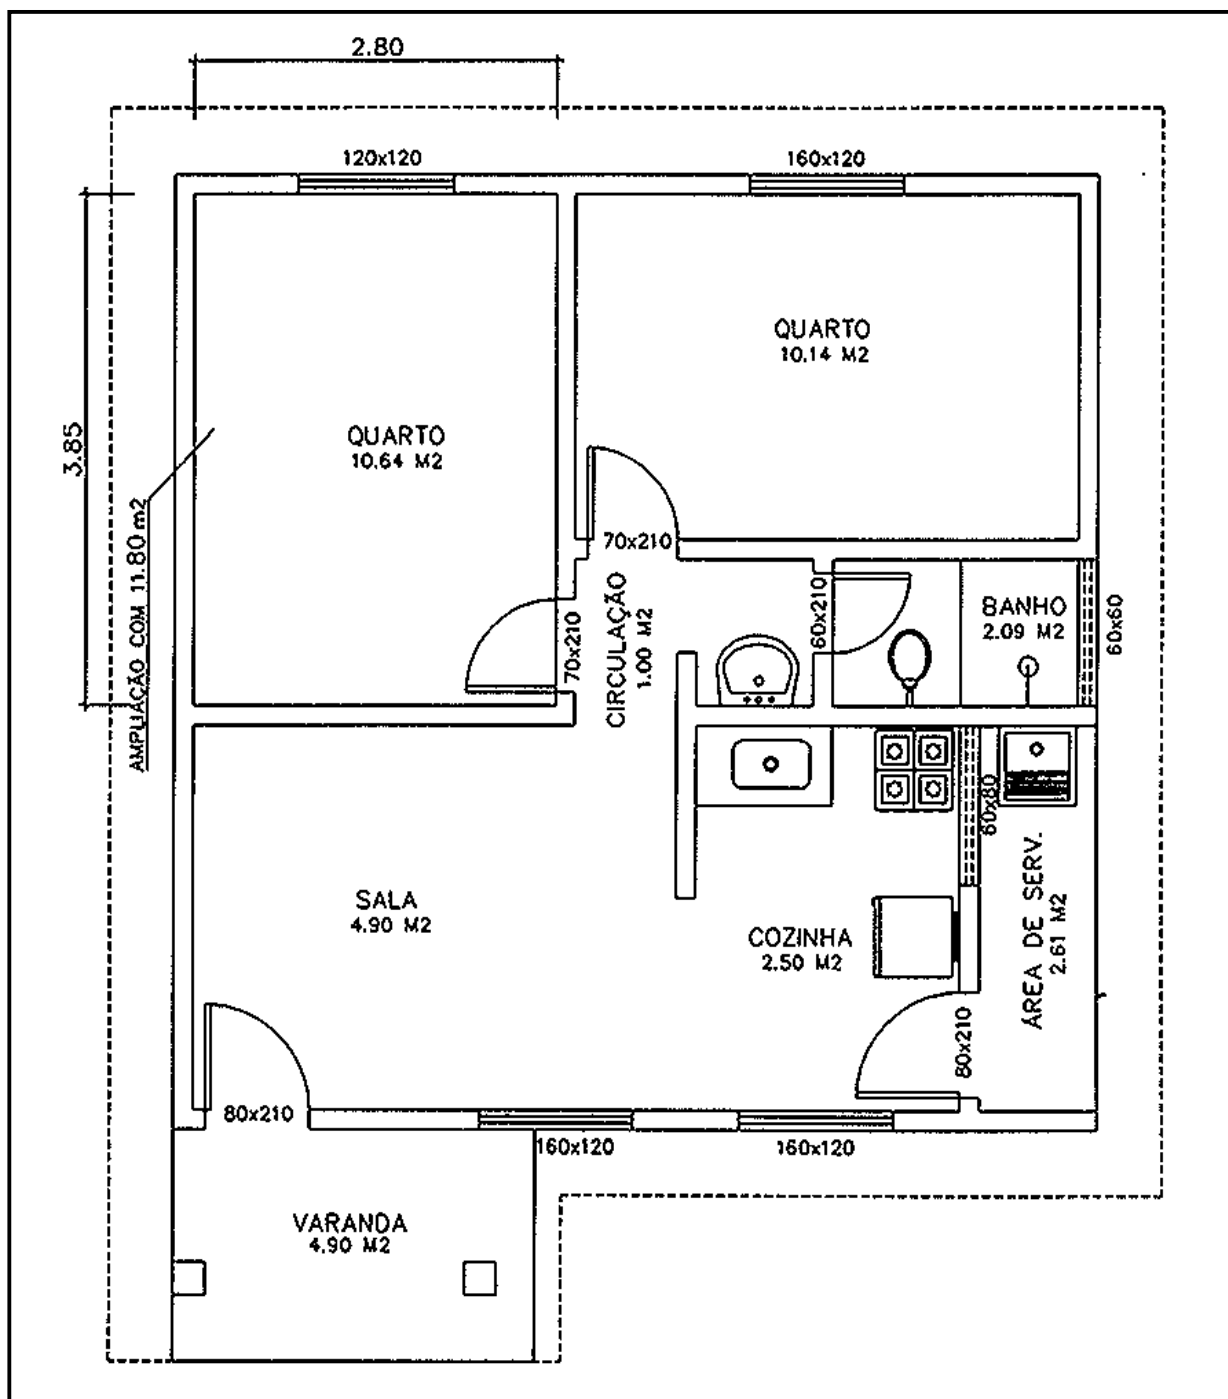 2.80
120x120
160x120
QUARTO
10.14 M2
3.85
QUARTO
10.64 M2
AMPLIAÇÃO COM 11.80 m2
70x210
70x210
CIRCULAÇÃO
1.00 M2
60x210
BANHO
2.09 M2
60x60
60x80
SALA
4.90 M2
COZINHA
2.50 M2
ÁREA DE SERV.
2.61 M2
80x210
80x210
160x120
160x120
VARANDA
4.90 M2